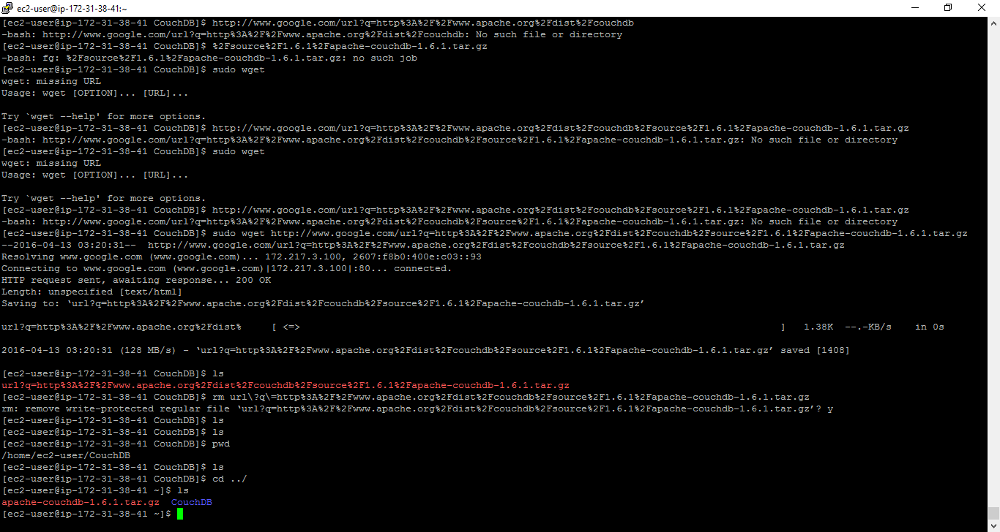 ec2-user@ip-172-31-38-41:~
[ec2-user@ip-172-31-38-41 CouchDB]$ http://www.google.com/url?q=http%3A%2F%2Fwww.apache.org%2Fdist%2Fcouchdb
-bash: http://www.google.com/url?q=http%3A%2F%2Fwww.apache.org%2Fdist%2Fcouchdb: No such file or directory
[ec2-user@ip-172-31-38-41 CouchDB]$ %2Fsource%2F1.6.1%2Fapache-couchdb-1.6.1.tar.gz
-bash: fg: %2Fsource%2F1.6.1%2Fapache-couchdb-1.6.1.tar.gz: no such job
[ec2-user@ip-172-31-38-41 CouchDB]$ sudo wget
wget: missing URL
Usage: wget [OPTION]... [URL]...
Try `wget --help' for more options.
[ec2-user@ip-172-31-38-41 CouchDB]$ http://www.google.com/url?q=http%3A%2F%2Fwww.apache.org%2Fdist%2Fcouchdb%2Fsource%2F1.6.1%2Fapache-couchdb-1.6.1.tar.gz
-bash: http://www.google.com/url?q=http%3A%2F%2Fwww.apache.org%2Fdist%2Fcouchdb%2Fsource%2F1.6.1%2Fapache-couchdb-1.6.1.tar.gz: No such file or directory
[ec2-user@ip-172-31-38-41 CouchDB]$ sudo wget
wget: missing URL
Usage: wget [OPTION]... [URL]...
Try `wget --help' for more options.
[ec2-user@ip-172-31-38-41 CouchDB]$ http://www.google.com/url?q=http%3A%2F%2Fwww.apache.org%2Fdist%2Fcouchdb%2Fsource%2F1.6.1%2Fapache-couchdb-1.6.1.tar.gz
-bash: http://www.google.com/url?q=http%3A%2F%2Fwww.apache.org%2Fdist%2Fcouchdb%2Fsource%2F1.6.1%2Fapache-couchdb-1.6.1.tar.gz: No such file or directory
[ec2-user@ip-172-31-38-41 CouchDB]$ sudo wget http://www.google.com/url?q=http%3A%2F%2Fwww.apache.org%2Fdist%2Fcouchdb%2Fsource%2F1.6.1%2Fapache-couchdb-1.6.1.tar.gz
--2016-04-13 03:20:31--  http://www.google.com/url?q=http%3A%2F%2Fwww.apache.org%2Fdist%2Fcouchdb%2Fsource%2F1.6.1%2Fapache-couchdb-1.6.1.tar.gz
Resolving www.google.com (www.google.com)... 172.217.3.100, 2607:f8b0:400e:c03::93
Connecting to www.google.com (www.google.com)|172.217.3.100|:80... connected.
HTTP request sent, awaiting response... 200 OK
Length: unspecified [text/html]
Saving to: ‘url?q=http%3A%2F%2Fwww.apache.org%2Fdist%2Fcouchdb%2Fsource%2F1.6.1%2Fapache-couchdb-1.6.1.tar.gz’
url?q=http%3A%2F%2Fwww.apache.org%2Fdist%     [ <=>                                                                                  ]   1.38K  --.-KB/s    in 0s
2016-04-13 03:20:31 (128 MB/s) - ‘url?q=http%3A%2F%2Fwww.apache.org%2Fdist%2Fcouchdb%2Fsource%2F1.6.1%2Fapache-couchdb-1.6.1.tar.gz’ saved [1408]
[ec2-user@ip-172-31-38-41 CouchDB]$ ls
url?q=http%3A%2F%2Fwww.apache.org%2Fdist%2Fcouchdb%2Fsource%2F1.6.1%2Fapache-couchdb-1.6.1.tar.gz
[ec2-user@ip-172-31-38-41 CouchDB]$ rm url\?q\=http%3A%2F%2Fwww.apache.org%2Fdist%2Fcouchdb%2Fsource%2F1.6.1%2Fapache-couchdb-1.6.1.tar.gz
rm: remove write-protected regular file ‘url?q=http%3A%2F%2Fwww.apache.org%2Fdist%2Fcouchdb%2Fsource%2F1.6.1%2Fapache-couchdb-1.6.1.tar.gz’? y
[ec2-user@ip-172-31-38-41 CouchDB]$ ls
[ec2-user@ip-172-31-38-41 CouchDB]$ ls
[ec2-user@ip-172-31-38-41 CouchDB]$ pwd
/home/ec2-user/CouchDB
[ec2-user@ip-172-31-38-41 CouchDB]$ ls
[ec2-user@ip-172-31-38-41 CouchDB]$ cd ../
[ec2-user@ip-172-31-38-41 ~]$ ls
apache-couchdb-1.6.1.tar.gz  CouchDB
[ec2-user@ip-172-31-38-41 ~]$